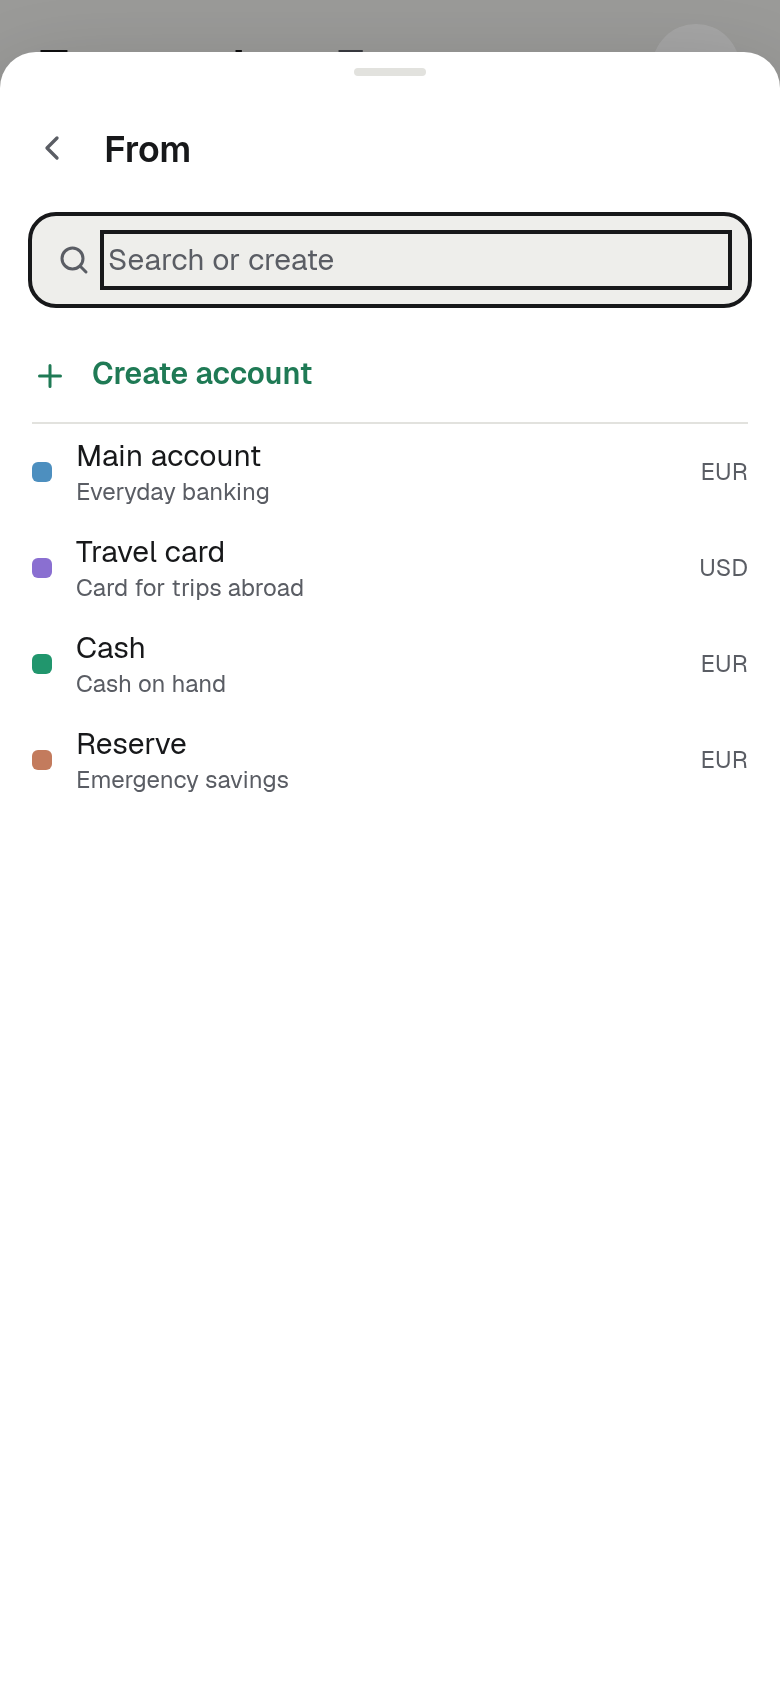 From
Search or create
Create account
Main account
Everyday banking
EUR
Travel card
Card for trips abroad
USD
Cash
Cash on hand
EUR
Reserve
Emergency savings
EUR